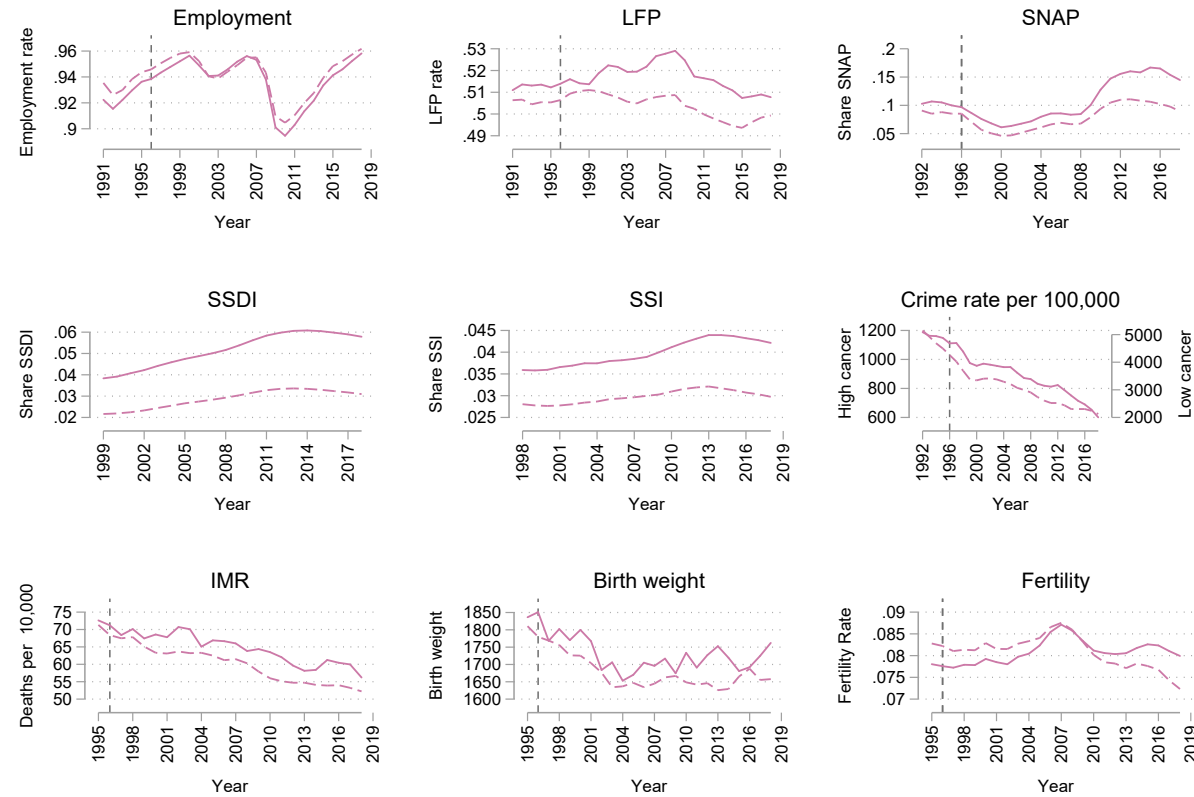 Employment
Employment rate
.96
.94
.92
.9
1991 1995 1999 2003 2007 2011 2015 2019
Year
LFP
LFP rate
.53
.52
.51
.5
.49
1991 1995 1999 2003 2007 2011 2015 2019
Year
SNAP
Share SNAP
.2
.15
.1
.05
1992 1996 2000 2004 2008 2012 2016
Year
SSDI
Share SSDI
.06
.05
.04
.03
.02
1999 2002 2005 2008 2011 2014 2017
Year
SSI
Share SSI
.045
.04
.035
.03
.025
1998 2001 2004 2007 2010 2013 2016 2019
Year
Crime rate per 100,000
High cancer
1200
1000
800
600
5000
4000
3000
2000
Low cancer
1992 1996 2000 2004 2008 2012 2016
Year
IMR
Deaths per 10,000
75
70
65
60
55
50
1995 1998 2001 2004 2007 2010 2013 2016 2019
Year
Birth weight
Birth weight
1850
1800
1750
1700
1650
1600
1995 1998 2001 2004 2007 2010 2013 2016 2019
Year
Fertility
Fertility Rate
.09
.085
.08
.075
.07
1995 1998 2001 2004 2007 2010 2013 2016 2019
Year